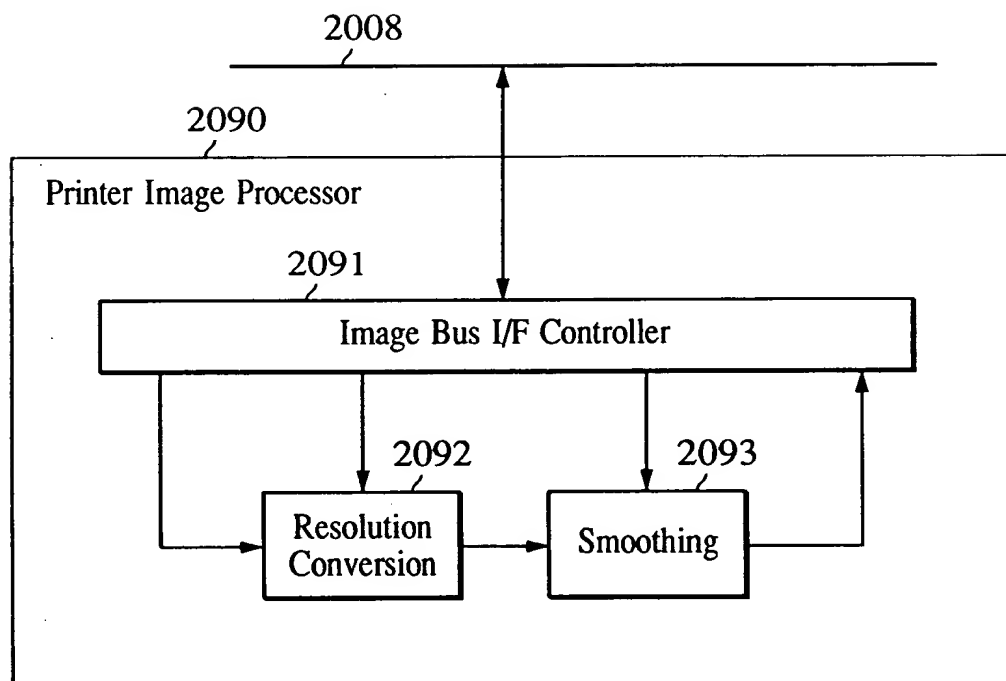 2008
2090
Printer Image Processor
2091
Image Bus I/F Controller
2092
2093
Resolution
Conversion
Smoothing